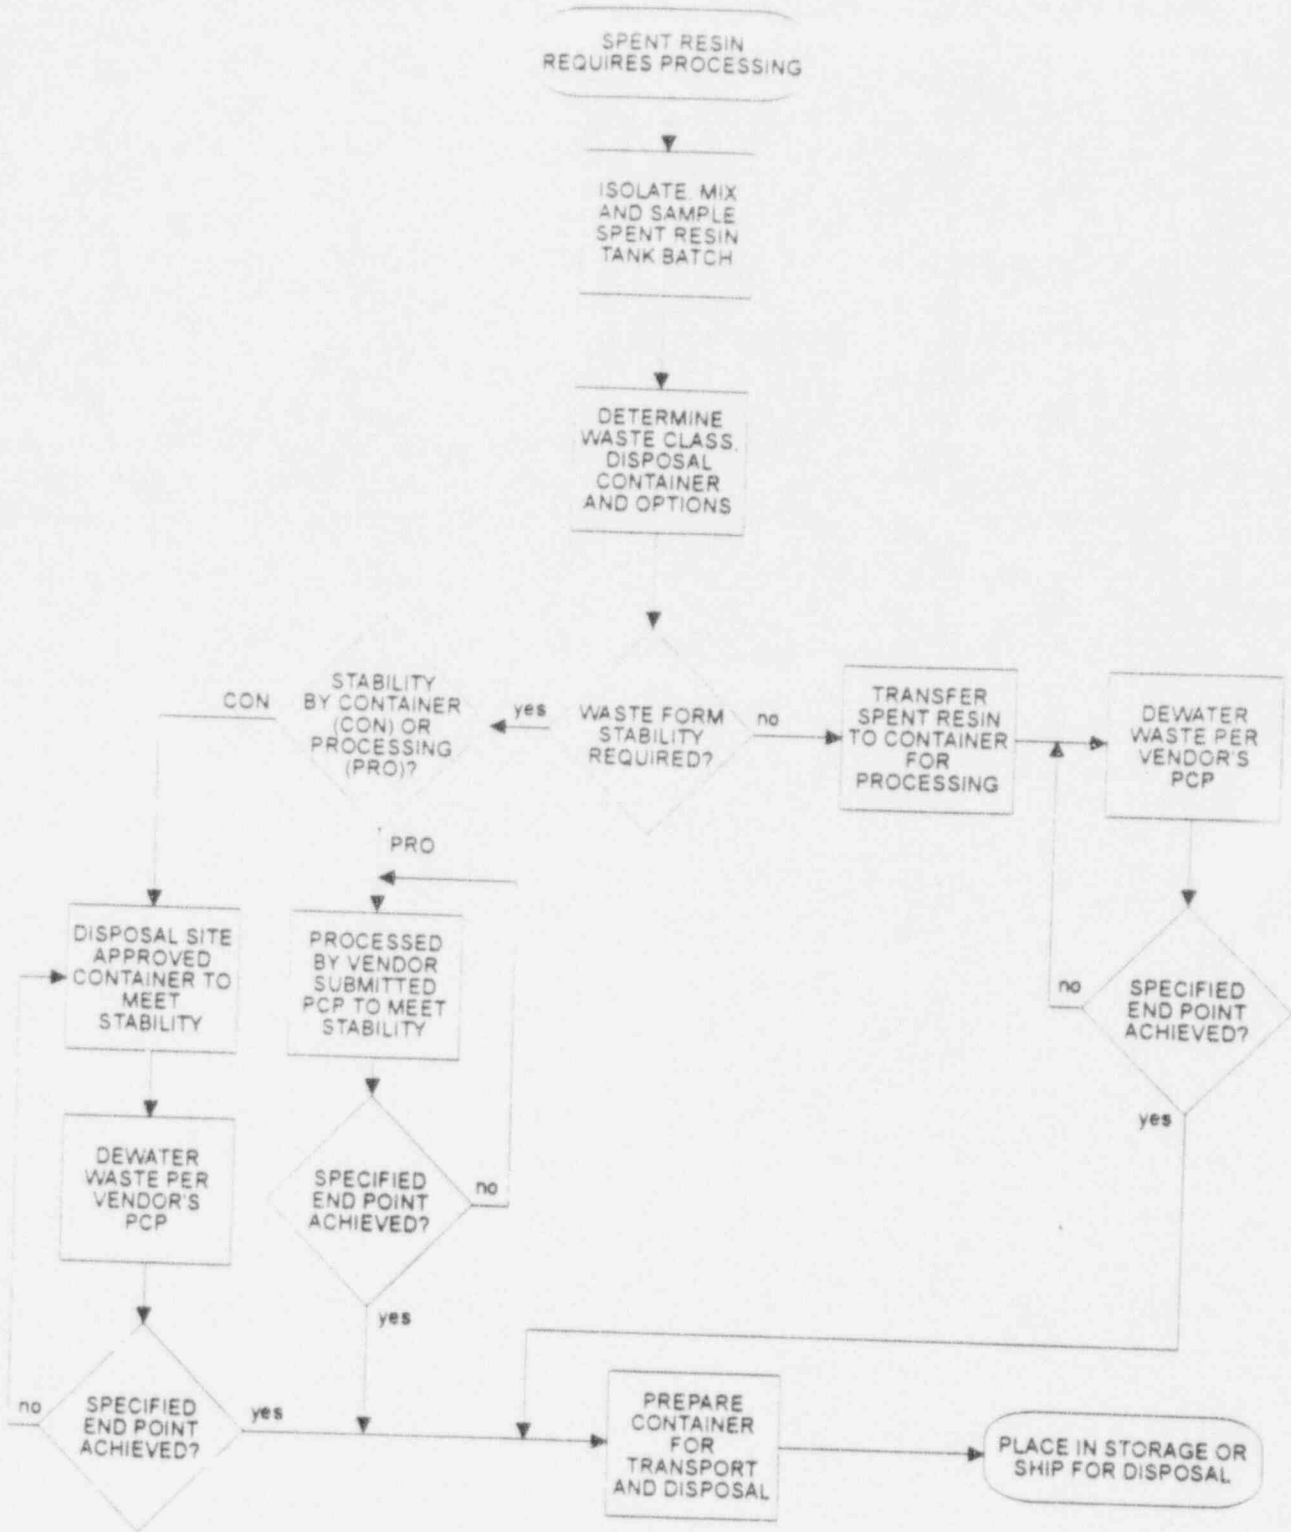 SPENT RESIN
REQUIRES PROCESSING
ISOLATE, MIX
AND SAMPLE
SPENT RESIN
TANK BATCH
DETERMINE
WASTE CLASS,
DISPOSAL
CONTAINER
AND OPTIONS
CON
STABILITY
BY CONTAINER
(CON) OR
PROCESSING
(PRO)?
yes
WASTE FORM
STABILITY
REQUIRED?
no
TRANSFER
SPENT RESIN
TO CONTAINER
FOR
PROCESSING
DEWATER
WASTE PER
VENDOR'S
PCP
PRO
DISPOSAL SITE
APPROVED
CONTAINER TO
MEET
STABILITY
PROCESSED
BY VENDOR
SUBMITTED
PCP TO MEET
STABILITY
no
SPECIFIED
END POINT
ACHIEVED?
yes
DEWATER
WASTE PER
VENDOR'S
PCP
SPECIFIED
END POINT
ACHIEVED?
no
yes
no
SPECIFIED
END POINT
ACHIEVED?
yes
PREPARE
CONTAINER
FOR
TRANSPORT
AND DISPOSAL
PLACE IN STORAGE OR
SHIP FOR DISPOSAL